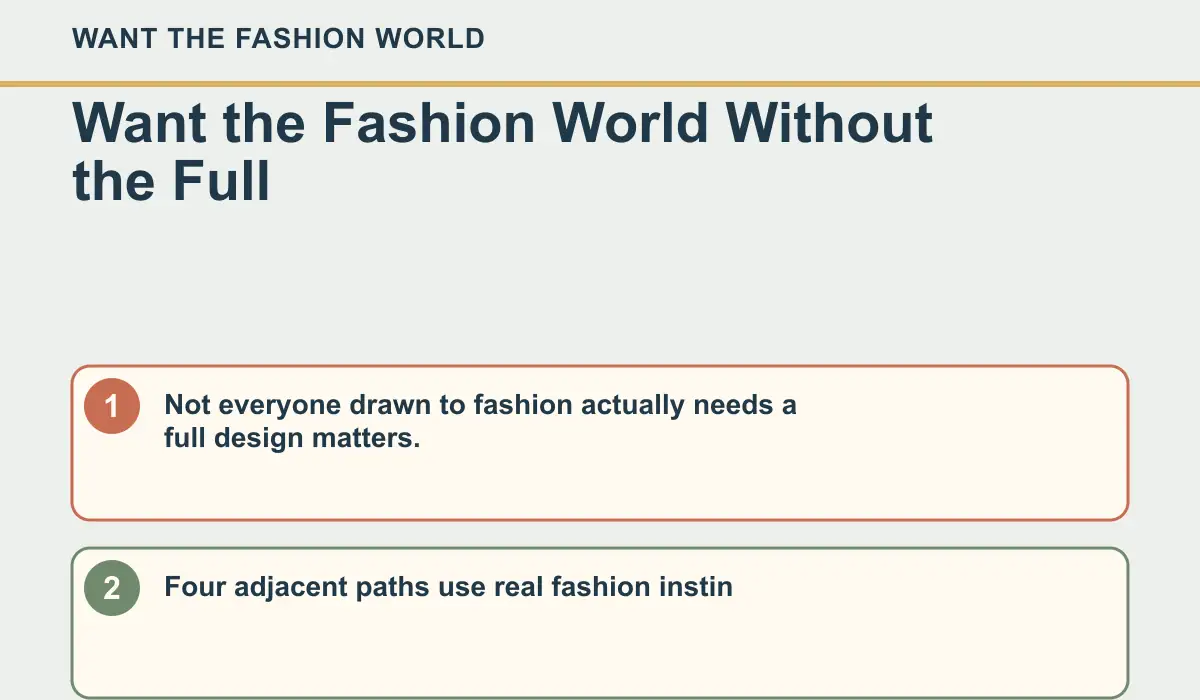 WANT THE FASHION WORLD
Want the Fashion World Without
the Full
1
Not everyone drawn to fashion actually needs a
full design matters.
2
Four adjacent paths use real fashion instin